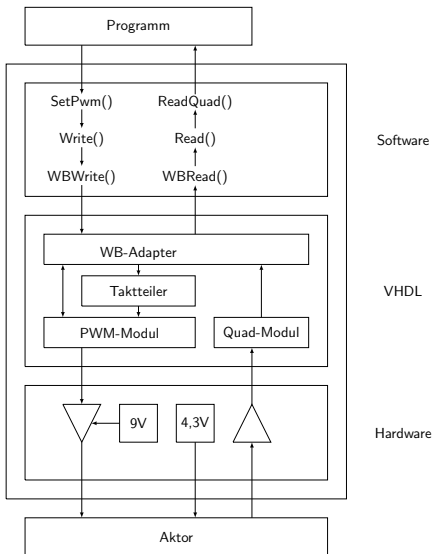 Programm
SetPwm() ReadQuad()
Write() Read() Software
WBWrite() WBRead()
WB-Adapter
Taktteiler VHDL
PWM-Modul Quad-Modul
9V 4,3V
Hardware
Aktor